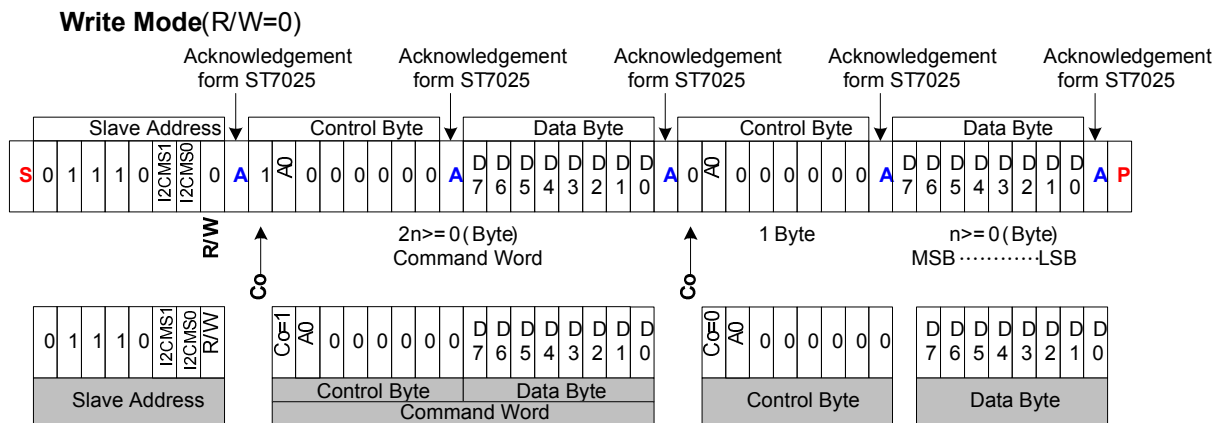 Write Mode(R/W=0)
Acknowledgement Acknowledgement Acknowledgement Acknowledgement Acknowledgement
form ST7025 form ST7025 form ST7025 form ST7025 form ST7025
Slave Address Control Byte Data Byte Control Byte Data Byte
S 0 1 1 1 0 I2CMS1 I2CMS0 0 A 1 A0 0 0 0 0 0 0 A D7 D6 D5 D4 D3 D2 D1 D0 A 0 A0 0 0 0 0 0 0 A D7 D6 D5 D4 D3 D2 D1 D0 A P
R/W 2n>=0(Byte) 1 Byte n>=0(Byte)
Command Word MSB············LSB
Co Co
0 1 1 1 0 I2CMS1 I2CMS0 R/W Co=1 A0 0 0 0 0 0 0 D7 D6 D5 D4 D3 D2 D1 D0 Co=0 A0 0 0 0 0 0 0 D7 D6 D5 D4 D3 D2 D1 D0
Slave Address Control Byte Data Byte Control Byte Data Byte
Command Word